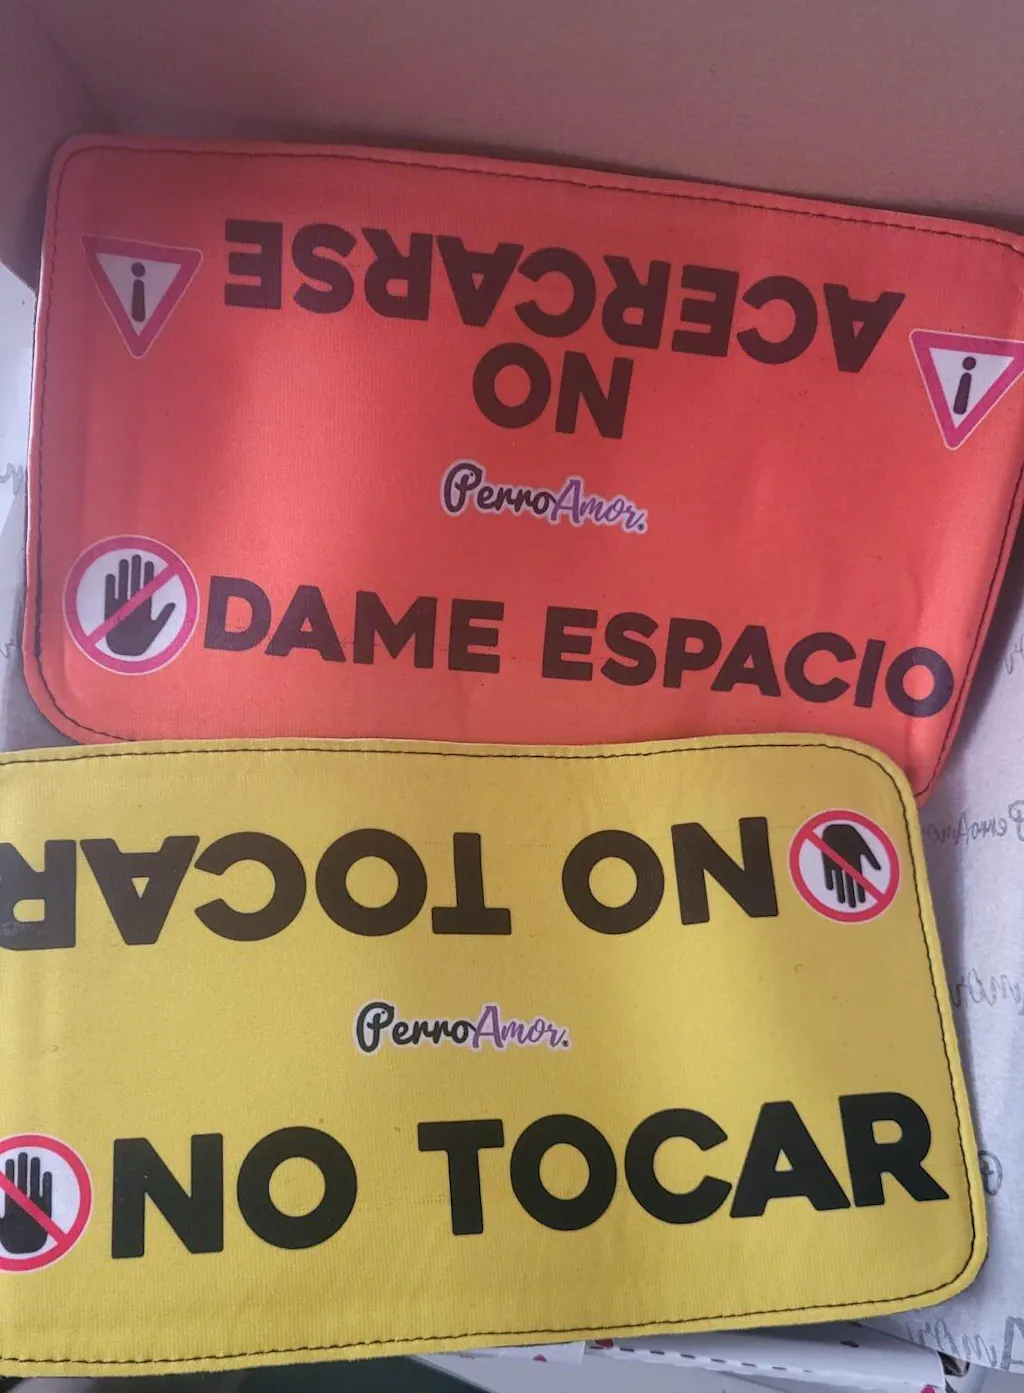 NO
ACERCARSE
PerroAmor.
DAME ESPACIO
NO TOCAR
PerroAmor.
NO TOCAR